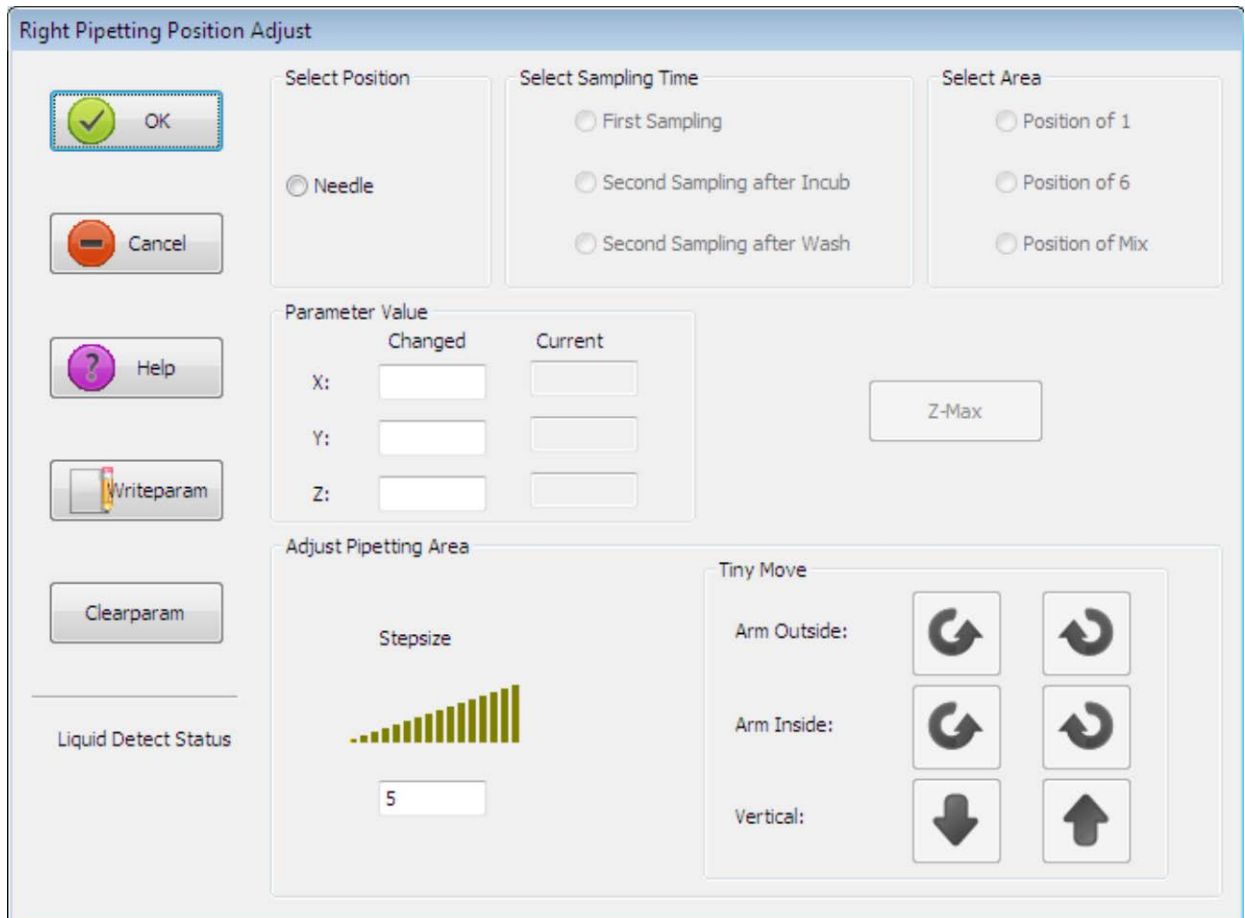 Right Pipetting Position Adjust
OK
Cancel
Help
Writeparam
Clearparam
Liquid Detect Status
Select Position
Needle
Select Sampling Time
First Sampling
Second Sampling after Incub
Second Sampling after Wash
Select Area
Position of 1
Position of 6
Position of Mix
Parameter Value
Changed Current
X:
Y:
Z:
Z-Max
Adjust Pipetting Area
Stepsize
5
Tiny Move
Arm Outside:
Arm Inside:
Vertical: